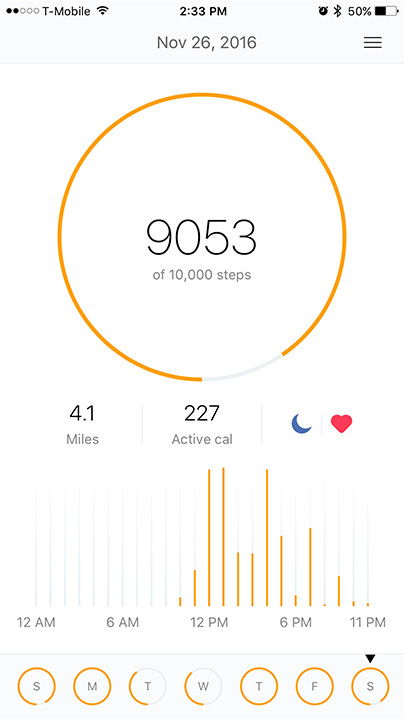 T-Mobile 2:33 PM 50%
Nov 26, 2016
9053
of 10,000 steps
4.1 227
Miles Active cal
12 AM 6 AM 12 PM 6 PM 11 PM
S M T W T F S